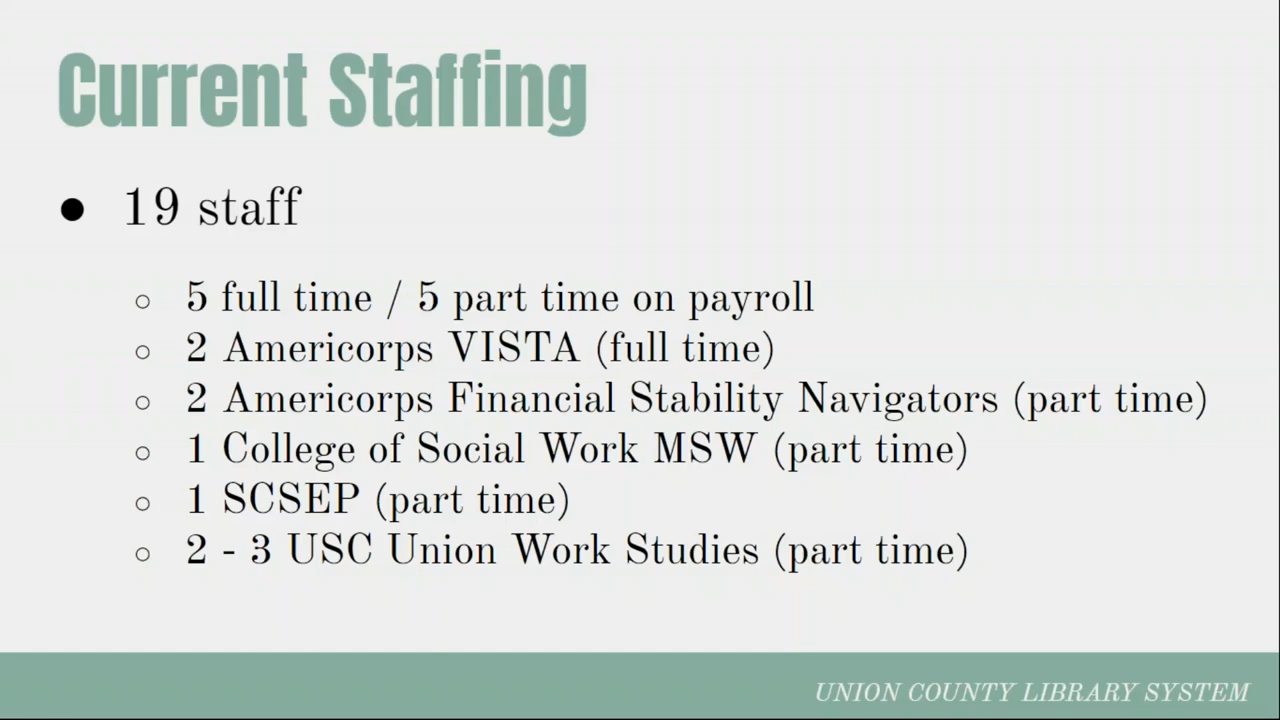 Current Staffing
● 19 staff
○ 5 full time / 5 part time on payroll
○ 2 Americorps VISTA (full time)
○ 2 Americorps Financial Stability Navigators (part time)
○ 1 College of Social Work MSW (part time)
○ 1 SCSEP (part time)
○ 2 - 3 USC Union Work Studies (part time)
UNION COUNTY LIBRARY SYSTEM